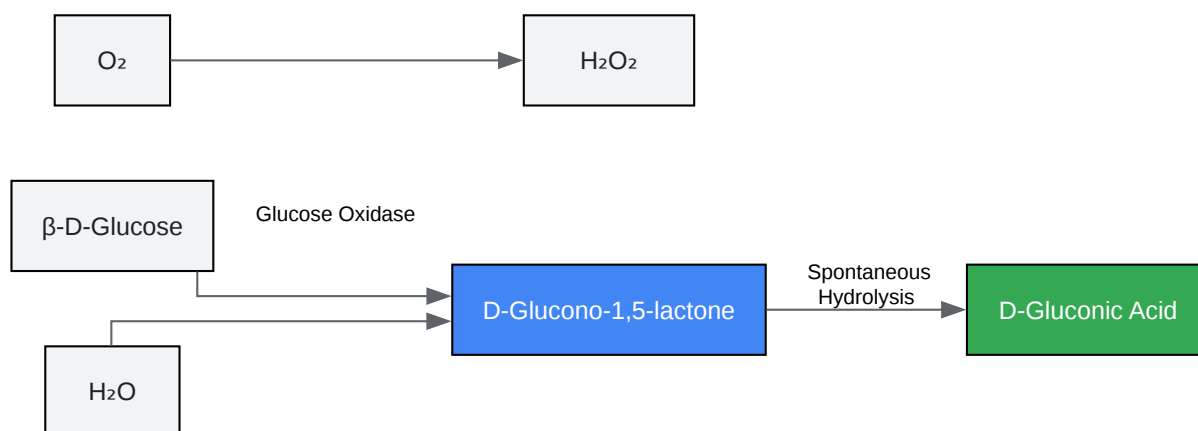 O₂
H₂O₂
β-D-Glucose
Glucose Oxidase
D-Glucono-1,5-lactone
Spontaneous
Hydrolysis
D-Gluconic Acid
H₂O